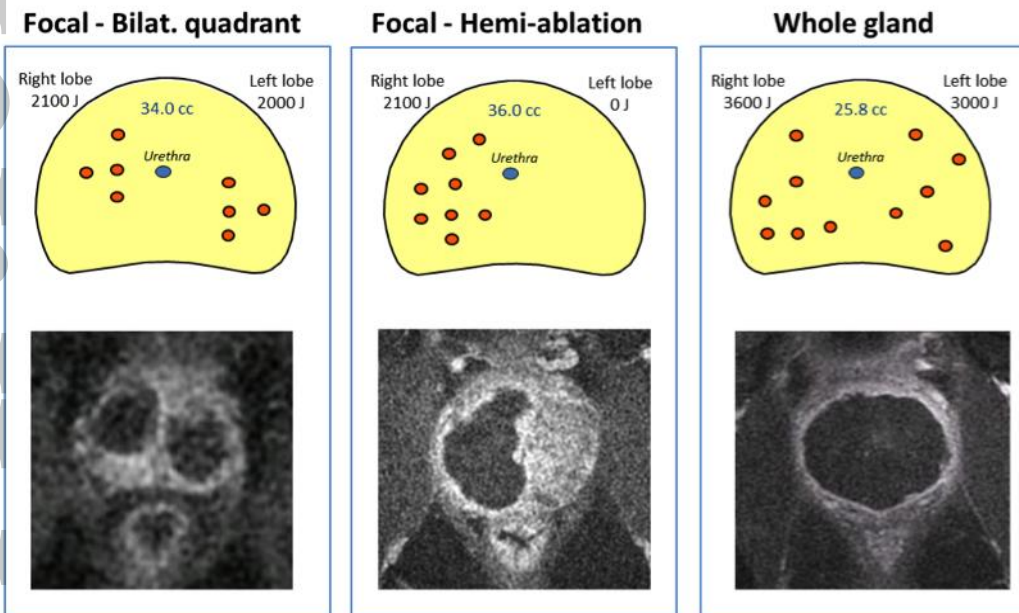 Focal - Bilat. quadrant
Right lobe
2100 J
Left lobe
2000 J
34.0 cc
Urethra
Focal - Hemi-ablation
Right lobe
2100 J
Left lobe
0 J
36.0 cc
Urethra
Whole gland
Right lobe
3600 J
Left lobe
3000 J
25.8 cc
Urethra